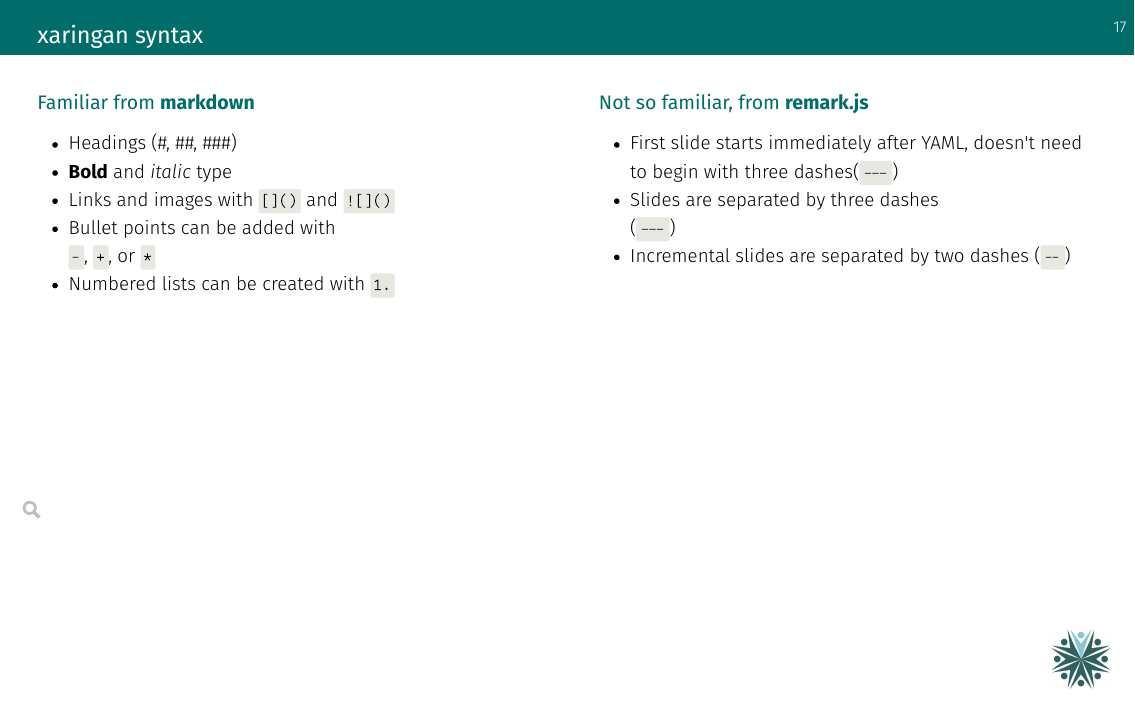 xaringan syntax
17
Familiar from markdown
• Headings (#, ##, ###)
• Bold and italic type
• Links and images with []() and ![]()
• Bullet points can be added with
-, +, or *
• Numbered lists can be created with 1.
Not so familiar, from remark.js
• First slide starts immediately after YAML, doesn't need
to begin with three dashes(---)
• Slides are separated by three dashes
(---)
• Incremental slides are separated by two dashes (--)